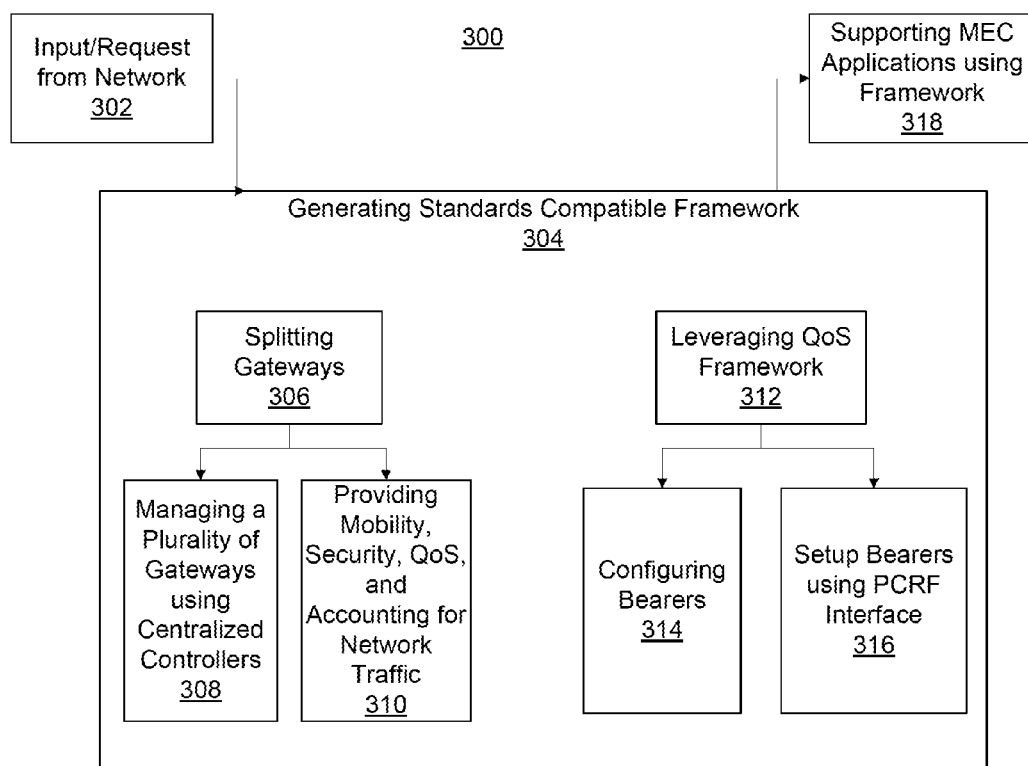 300
Input/Request
from Network
302
Supporting MEC
Applications using
Framework
318
Generating Standards Compatible Framework
304
Splitting
Gateways
306
Leveraging QoS
Framework
312
Managing a
Plurality of
Gateways
using
Centralized
Controllers
308
Providing
Mobility,
Security, QoS,
and
Accounting for
Network
Traffic
310
Configuring
Bearers
314
Setup Bearers
using PCRF
Interface
316